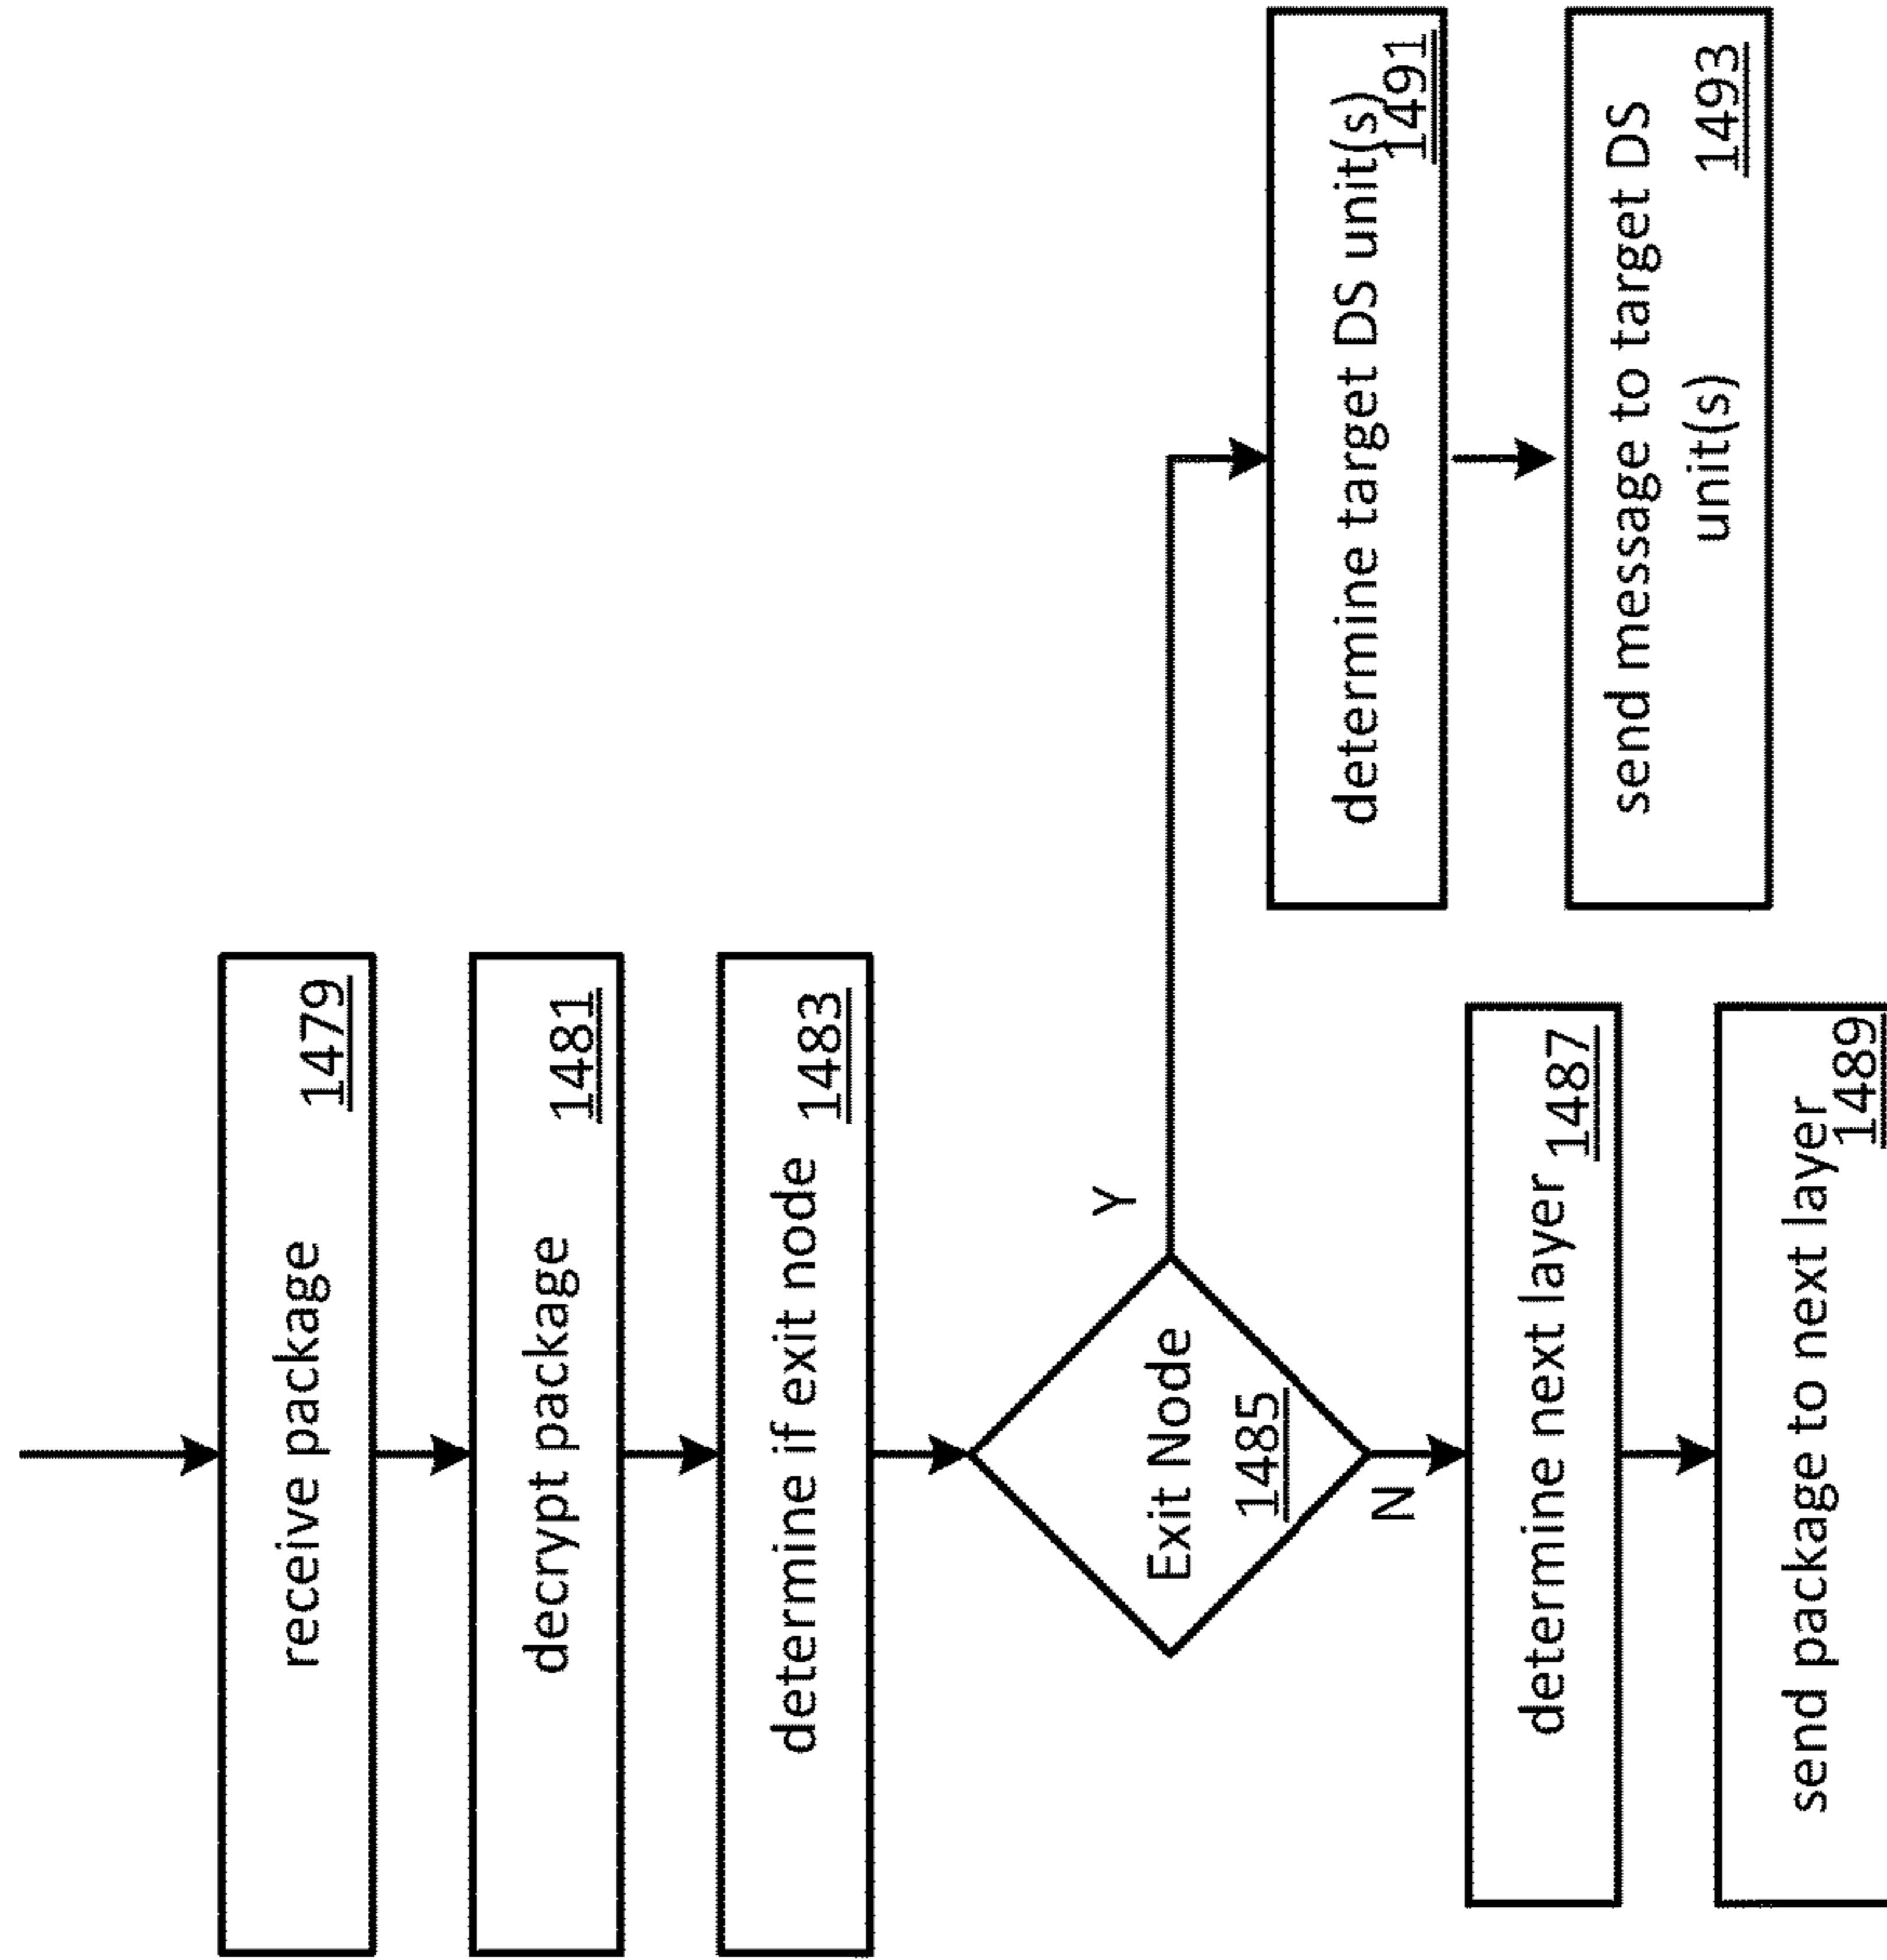 receive package 1479
decrypt package 1481
determine if exit node 1483
Exit Node
1485
Y
N
determine next layer 1487
send package to next layer
1489
determine target DS unit(s)
1491
send message to target DS
unit(s) 1493